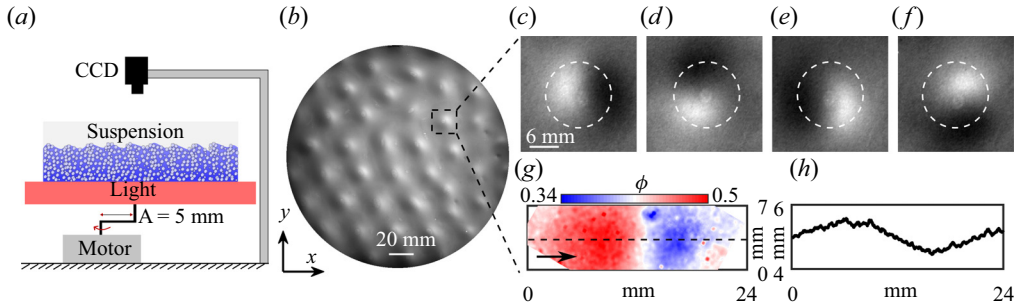 (a)
CCD
Suspension
Light
A = 5 mm
Motor
(b)
y
x
20 mm
(c)
6 mm
(d)
(e)
(f)
(g)
0.34
ϕ
0.5
7
mm
0
0
mm
24
(h)
6
mm
4
0
mm
24